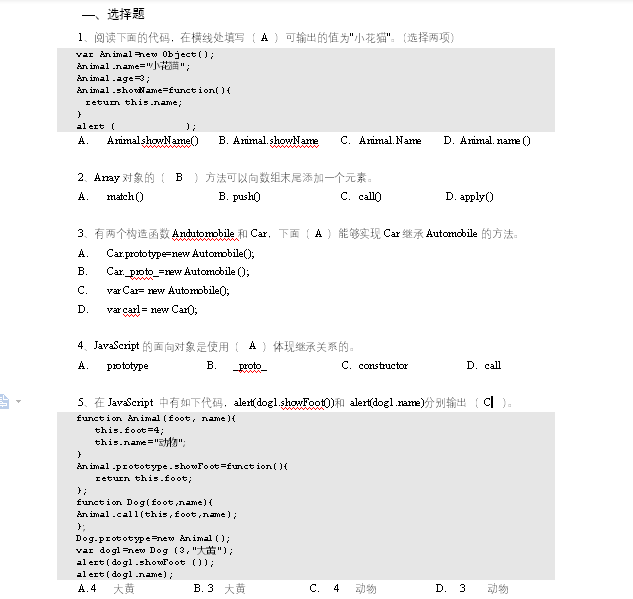 一、选择题
1、阅读下面的代码，在横线处填写（ A ）可输出的值为"小花猫"。（选择两项）
var Animal=new Object();
Animal.name="小花猫";
Animal.age=3;
Animal.showName=function(){
return this.name;
}
alert (                );
A. Animal.showName() B. Animal.showName C. Animal.Name D. Animal. name ()
2、Array 对象的（ B ）方法可以向数组末尾添加一个元素。
A. match () B. push() C. call() D. apply()
3、有两个构造函数 Andutomobile 和 Car，下面（ A ）能够实现 Car 继承 Automobile 的方法。
A. Car.prototype=new Automobile();
B. Car._proto_=new Automobile ();
C. var Car= new Automobile();
D. var carl = new Car();
4、JavaScript 的面向对象是使用（ A ）体现继承关系的。
A. prototype B. _proto_ C. constructor D. call
5、在 JavaScript 中有如下代码，alert(dog1.showFoot())和 alert(dog1.name)分别输出（ C ）。
function Animal(foot, name){
this.foot=4;
this.name="动物";
}
Animal.prototype.showFoot=function(){
return this.foot;
};
function Dog(foot,name){
Animal.call(this,foot,name);
};
Dog.prototype=new Animal();
var dog1=new Dog (3,"大黄");
alert(dog1.showFoot ());
alert(dog1.name);
A. 4 大黄 B. 3 大黄 C. 4 动物 D. 3 动物